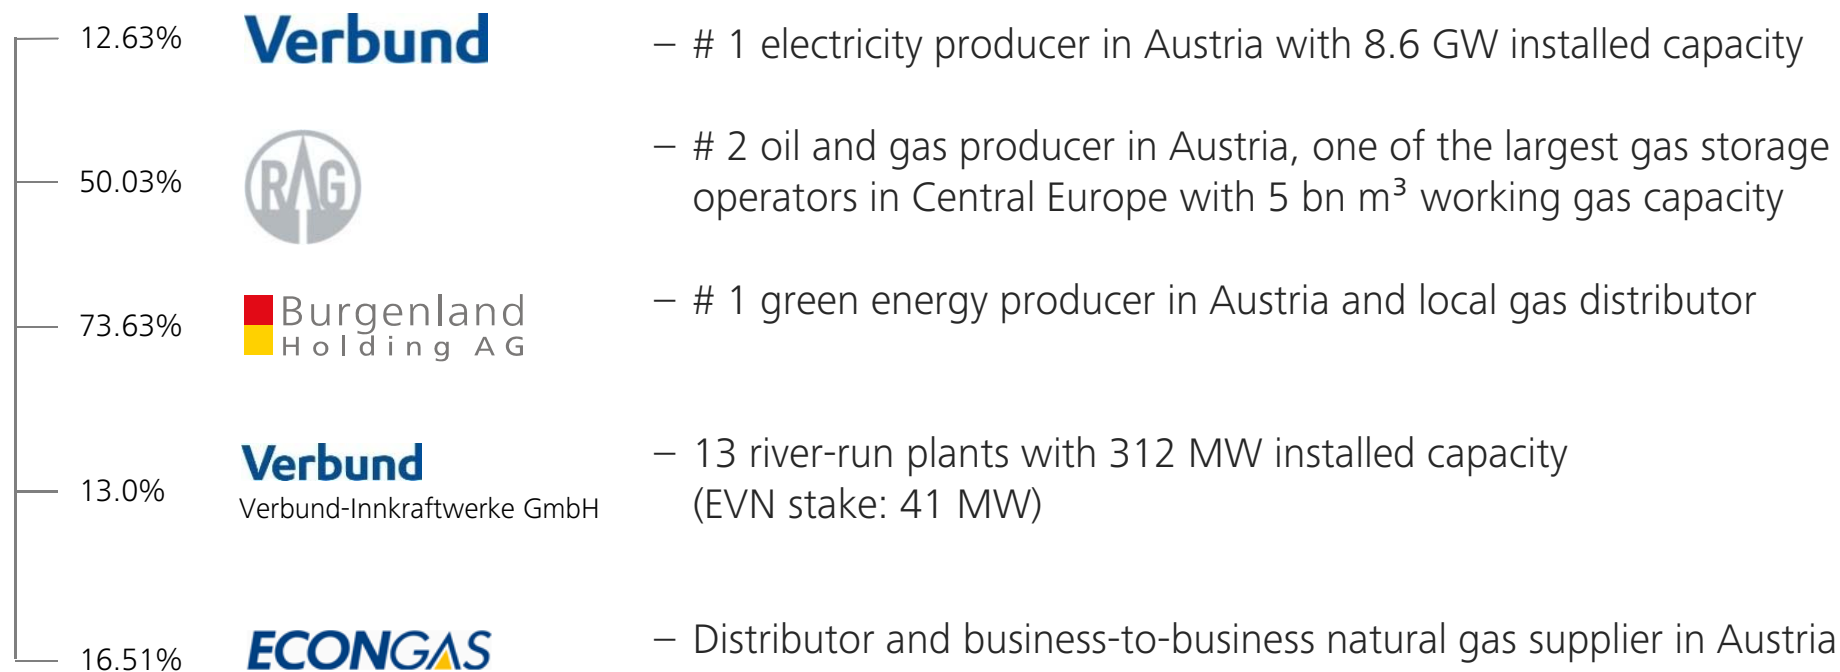 12.63% Verbund – # 1 electricity producer in Austria with 8.6 GW installed capacity
50.03% RAG – # 2 oil and gas producer in Austria, one of the largest gas storage
operators in Central Europe with 5 bn m³ working gas capacity
73.63% Burgenland – # 1 green energy producer in Austria and local gas distributor
Holding AG
13.0% Verbund – 13 river-run plants with 312 MW installed capacity
Verbund-Innkraftwerke GmbH (EVN stake: 41 MW)
16.51% ECONGAS – Distributor and business-to-business natural gas supplier in Austria